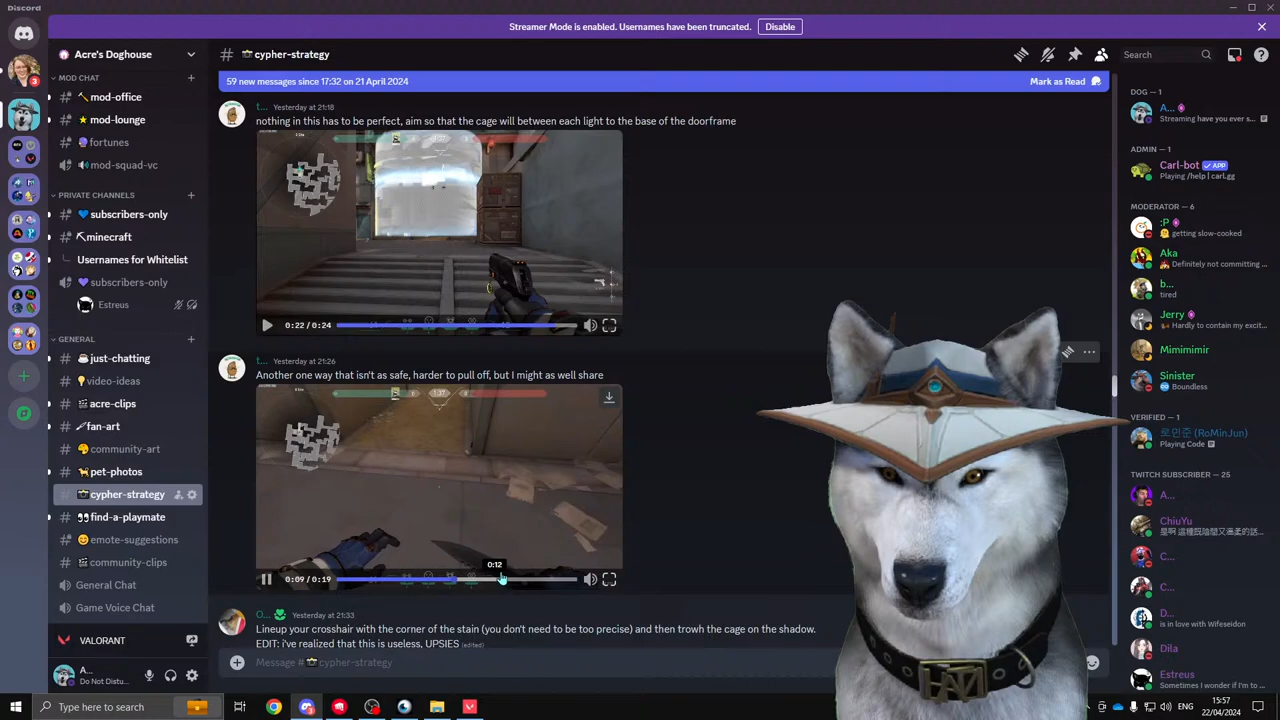 Discord
Streamer Mode is enabled. Usernames have been truncated.
Disable
Acre's Doghouse
# cypher-strategy
Search
MOD CHAT
mod-office
mod-lounge
fortunes
mod-squad-vc
PRIVATE CHANNELS
subscribers-only
minecraft
Usernames for Whitelist
subscribers-only
Estreus
GENERAL
just-chatting
video-ideas
acre-clips
fan-art
community-art
pet-photos
cypher-strategy
find-a-playmate
emote-suggestions
community-clips
General Chat
Game Voice Chat
VALORANT
A...
Do Not Distu...
59 new messages since 17:32 on 21 April 2024
Mark as Read
t... Yesterday at 21:18
nothing in this has to be perfect, aim so that the cage will between each light to the base of the doorframe
0:22 / 0:24
t... Yesterday at 21:26
Another one way that isn't as safe, harder to pull off, but I might as well share
1:37
0:12
0:09 / 0:19
O... Yesterday at 21:33
Lineup your crosshair with the corner of the stain (you don't need to be too precise) and then trowh the cage on the shadow.
EDIT: i've realized that this is useless, UPSIES (edited)
Message # cypher-strategy
DOG — 1
A...
Streaming have you ever s...
ADMIN — 1
Carl-bot ✓ APP
Playing /help | carl.gg
MODERATOR — 6
:P
getting slow-cooked
Aka
Definitely not committing ...
b...
tired
Jerry
Hardly to contain my excit...
Mimimimir
Sinister
Boundless
VERIFIED — 1
로민준 (RoMinJun)
Playing Code
TWITCH SUBSCRIBER — 25
A...
ChiuYu
C...
C...
D...
is in love with Wifeseidon
Dila
Estreus
Sometimes I wonder if I'm to...
Type here to search
ENG
15:57
22/04/2024